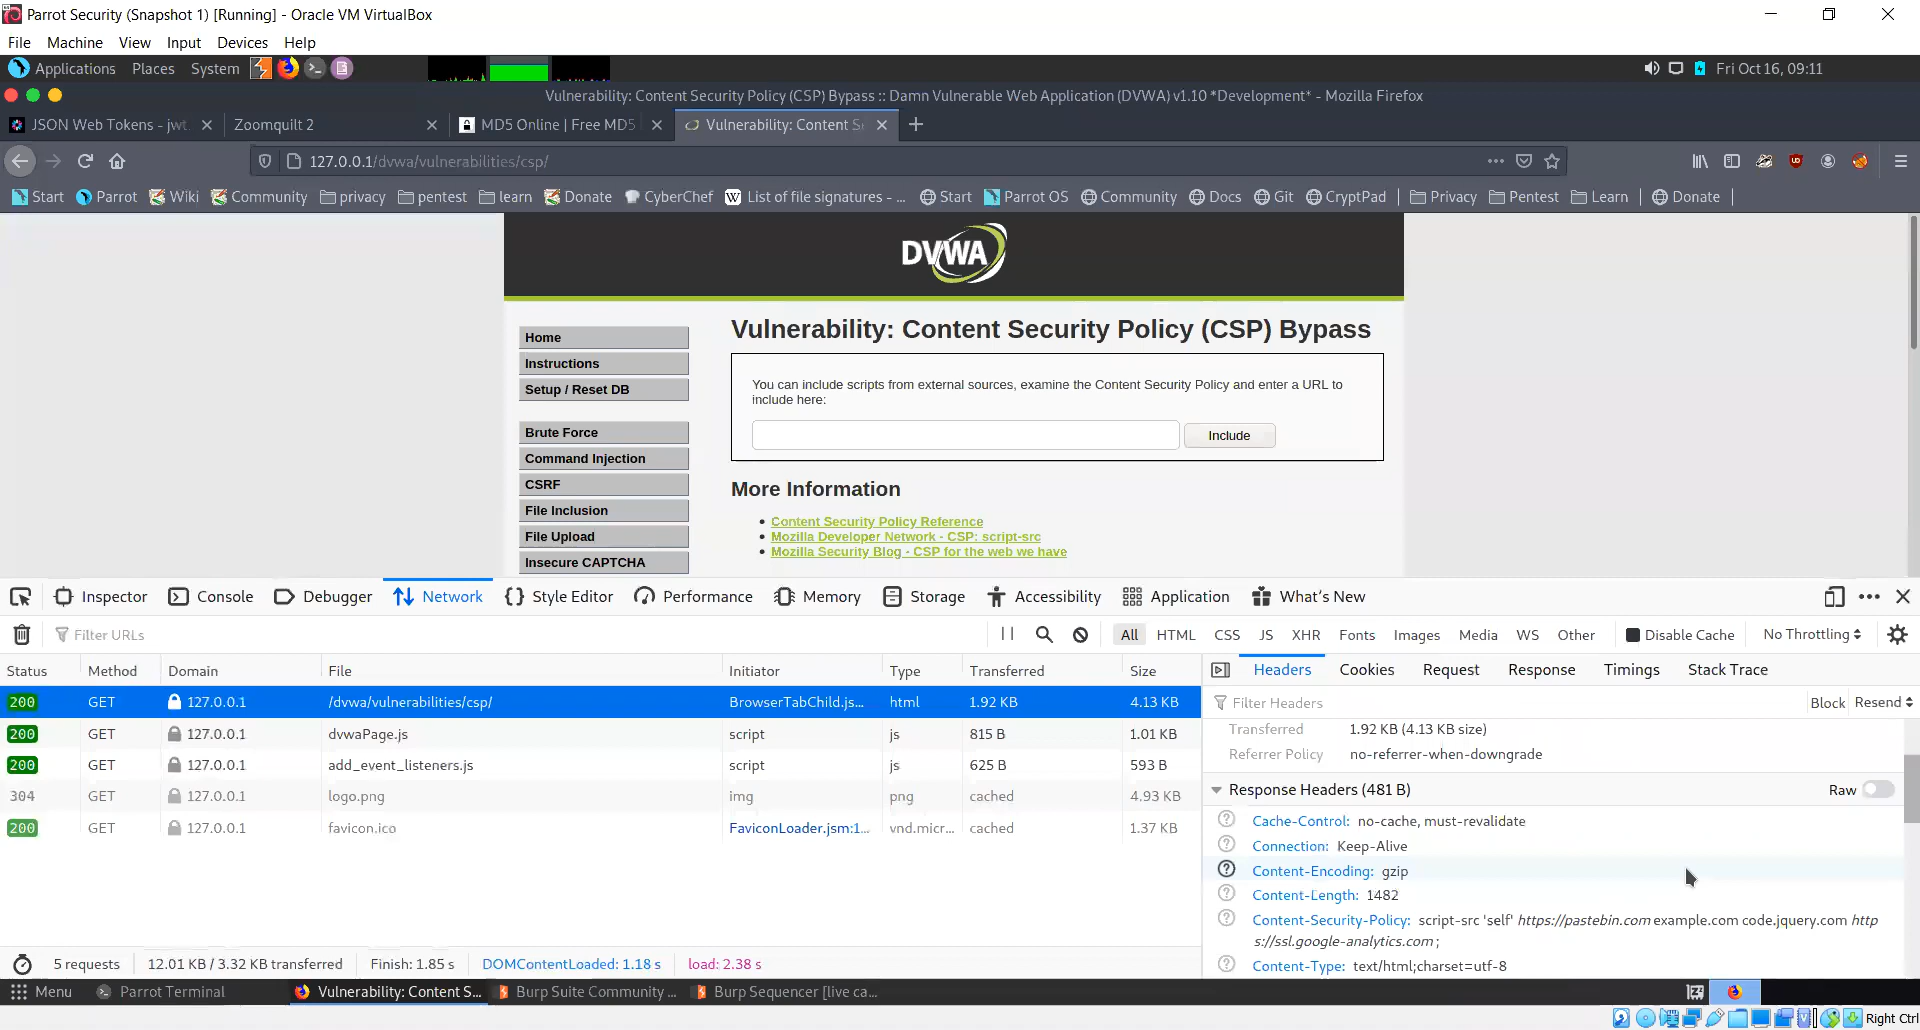 Parrot Security (Snapshot 1) [Running] - Oracle VM VirtualBox
File Machine View Input Devices Help
Applications Places System Fri Oct 16, 09:11
Vulnerability: Content Security Policy (CSP) Bypass :: Damn Vulnerable Web Application (DVWA) v1.10 *Development* - Mozilla Firefox
JSON Web Tokens - jwt. Zoomquilt 2 MD5 Online | Free MD5 Vulnerability: Content S
127.0.0.1/dvwa/vulnerabilities/csp/
Start Parrot Wiki Community privacy pentest learn Donate CyberChef List of file signatures - ... Start Parrot OS Community Docs Git CryptPad Privacy Pentest Learn Donate
DVWA
Vulnerability: Content Security Policy (CSP) Bypass
Home
Instructions
Setup / Reset DB
Brute Force
Command Injection
CSRF
File Inclusion
File Upload
Insecure CAPTCHA
You can include scripts from external sources, examine the Content Security Policy and enter a URL to
include here:
Include
More Information
Content Security Policy Reference
Mozilla Developer Network - CSP: script-src
Mozilla Security Blog - CSP for the web we have
Inspector Console Debugger Network Style Editor Performance Memory Storage Accessibility Application What's New
Filter URLs All HTML CSS JS XHR Fonts Images Media WS Other Disable Cache No Throttling
Status Method Domain File Initiator Type Transferred Size
200 GET 127.0.0.1 /dvwa/vulnerabilities/csp/ BrowserTabChild.js... html 1.92 KB 4.13 KB
200 GET 127.0.0.1 dvwaPage.js script js 815 B 1.01 KB
200 GET 127.0.0.1 add_event_listeners.js script js 625 B 593 B
304 GET 127.0.0.1 logo.png img png cached 4.93 KB
200 GET 127.0.0.1 favicon.ico FaviconLoader.jsm:1... vnd.micr... cached 1.37 KB
Headers Cookies Request Response Timings Stack Trace
Filter Headers Block Resend
Transferred 1.92 KB (4.13 KB size)
Referrer Policy no-referrer-when-downgrade
Response Headers (481 B) Raw
Cache-Control: no-cache, must-revalidate
Connection: Keep-Alive
Content-Encoding: gzip
Content-Length: 1482
Content-Security-Policy: script-src 'self' https://pastebin.com example.com code.jquery.com http
s://ssl.google-analytics.com ;
Content-Type: text/html;charset=utf-8
5 requests 12.01 KB / 3.32 KB transferred Finish: 1.85 s DOMContentLoaded: 1.18 s load: 2.38 s
Menu Parrot Terminal Vulnerability: Content S... Burp Suite Community ... Burp Sequencer [live ca...
Right Ctrl